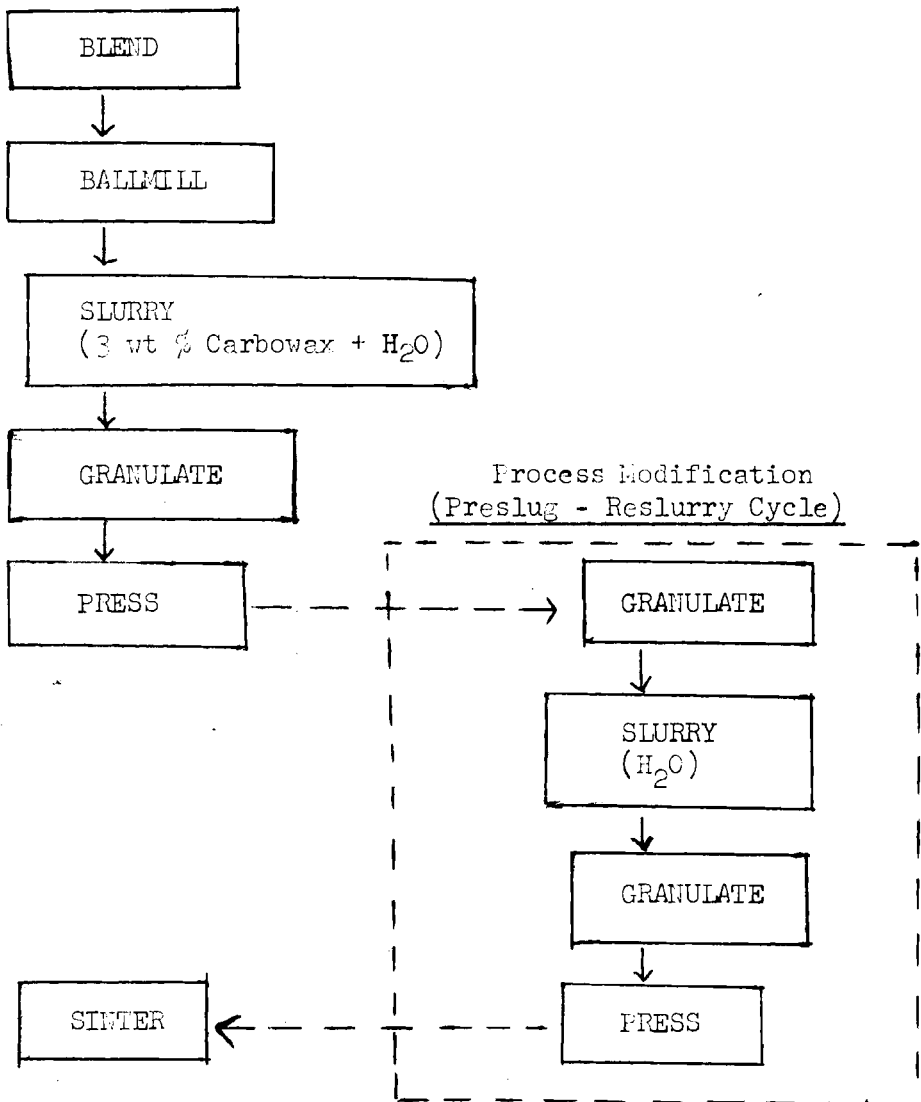 BLEND
BALLMILL
SLURRY
(3 wt % Carbowax + H₂O)
GRANULATE
PRESS
Process Modification
(Preslug - Reslurry Cycle)
GRANULATE
SLURRY
(H₂O)
GRANULATE
PRESS
SINTER